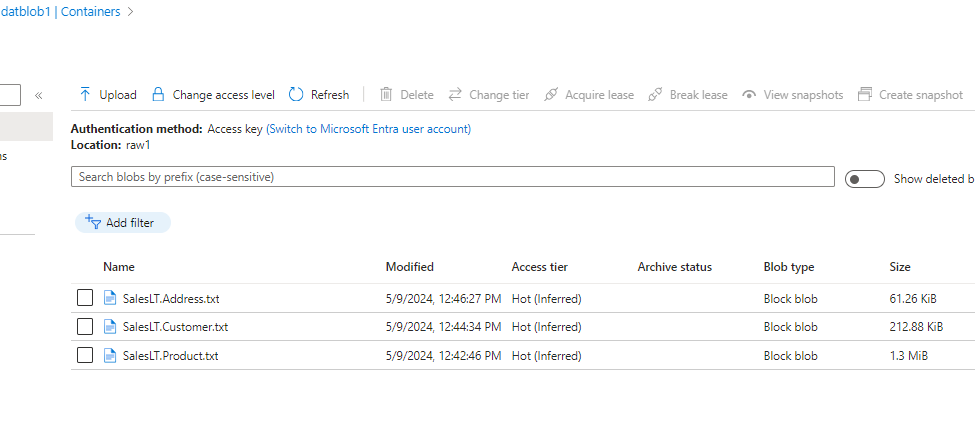 datblob1 | Containers >
«
Upload Change access level Refresh Delete Change tier Acquire lease Break lease View snapshots Create snapshot
Authentication method: Access key (Switch to Microsoft Entra user account)
Location: raw1
ns
Search blobs by prefix (case-sensitive)
Show deleted b
Add filter
Name Modified Access tier Archive status Blob type Size
SalesLT.Address.txt 5/9/2024, 12:46:27 PM Hot (Inferred) Block blob 61.26 KiB
SalesLT.Customer.txt 5/9/2024, 12:44:34 PM Hot (Inferred) Block blob 212.88 KiB
SalesLT.Product.txt 5/9/2024, 12:42:46 PM Hot (Inferred) Block blob 1.3 MiB